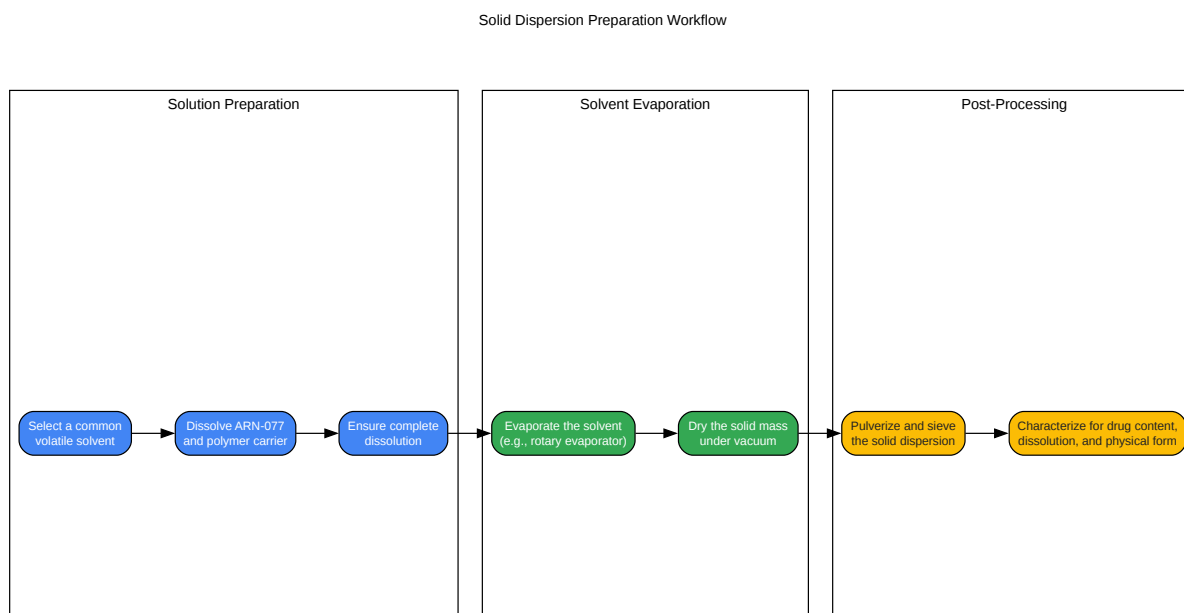 Solid Dispersion Preparation Workflow
Solution Preparation
Select a common
volatile solvent
Dissolve ARN-077
and polymer carrier
Ensure complete
dissolution
Solvent Evaporation
Evaporate the solvent
(e.g., rotary evaporator)
Dry the solid mass
under vacuum
Post-Processing
Pulverize and sieve
the solid dispersion
Characterize for drug content,
dissolution, and physical form